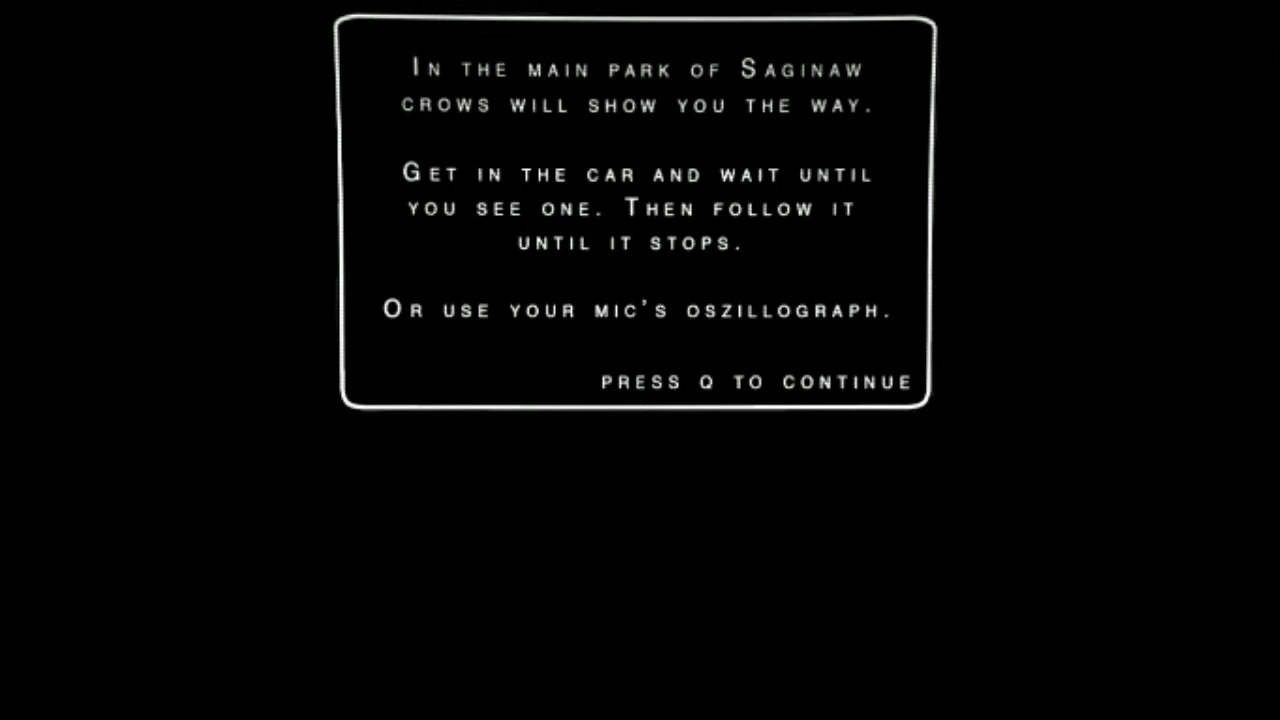 In the main park of Saginaw
crows will show you the way.
Get in the car and wait until
you see one. Then follow it
until it stops.
Or use your mic's oszillograph.
press Q to continue